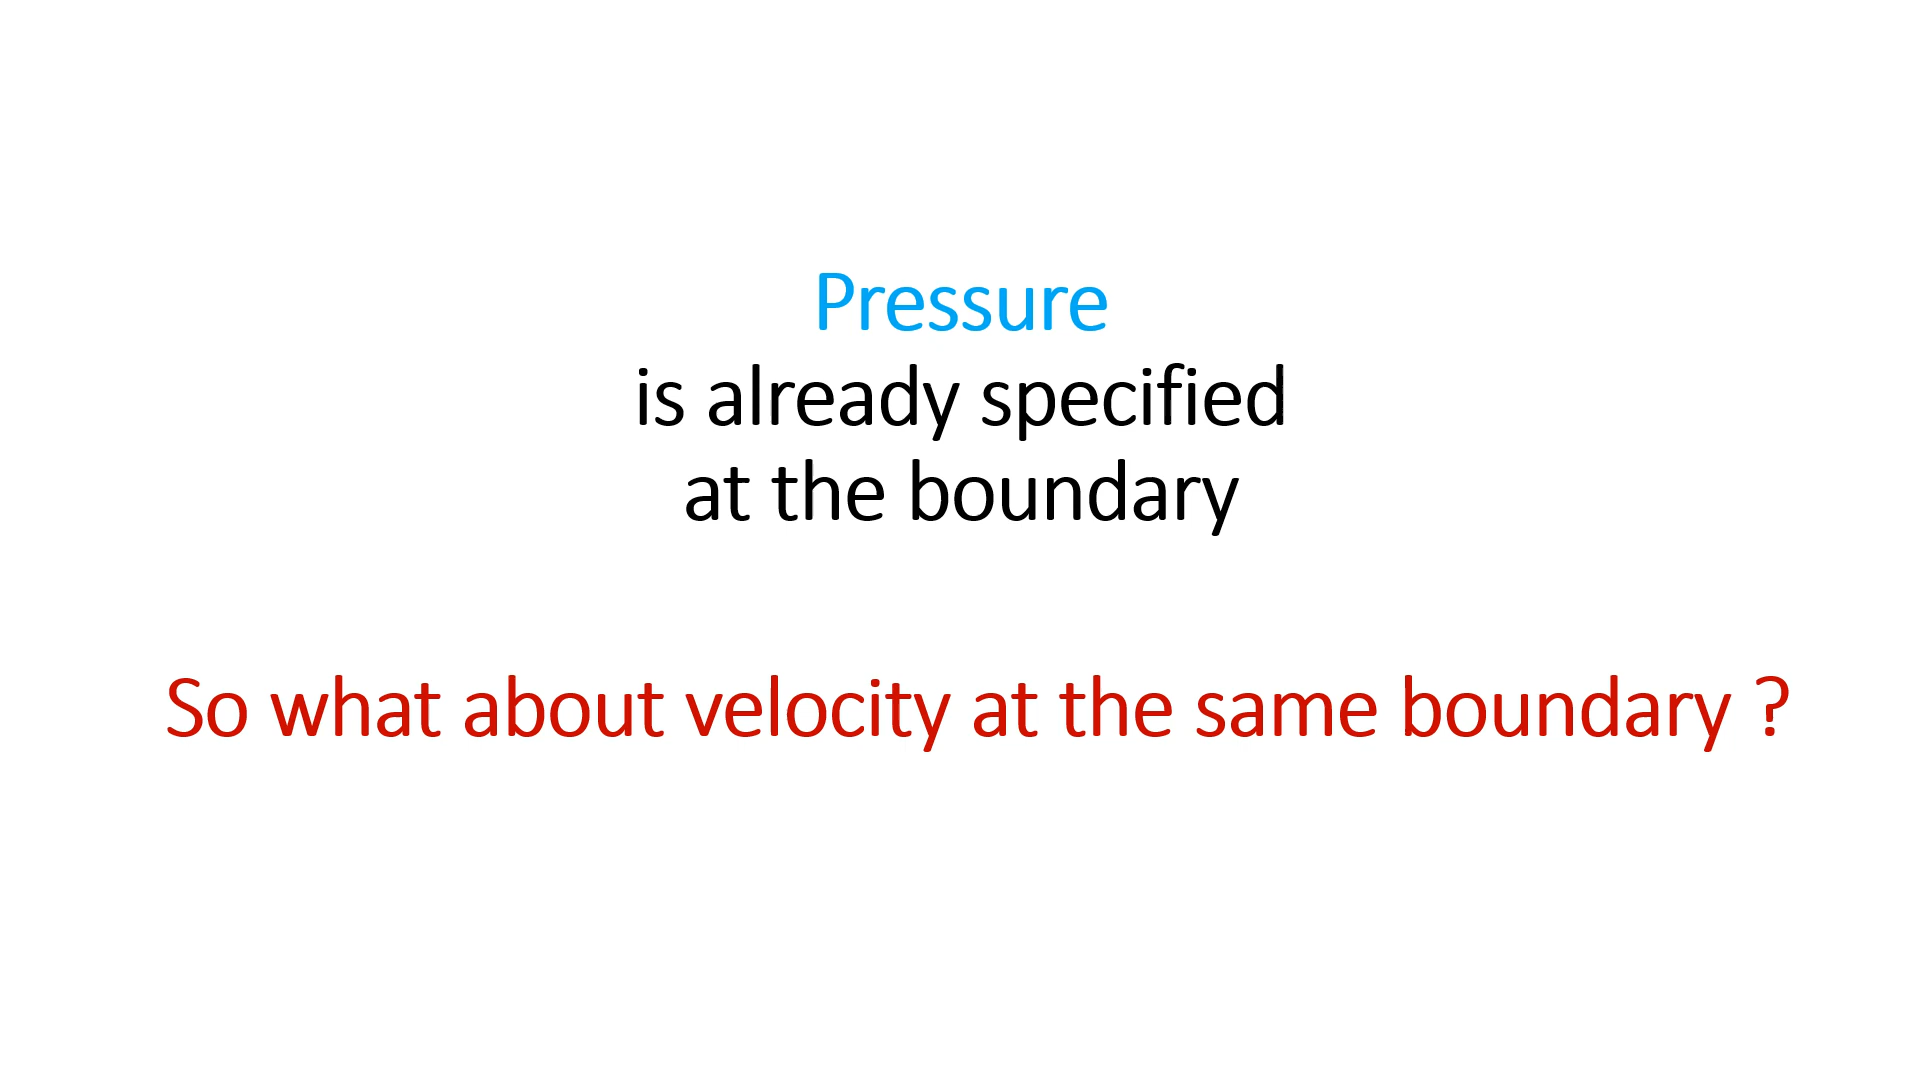 Pressure
is already specified
at the boundary
So what about velocity at the same boundary ?